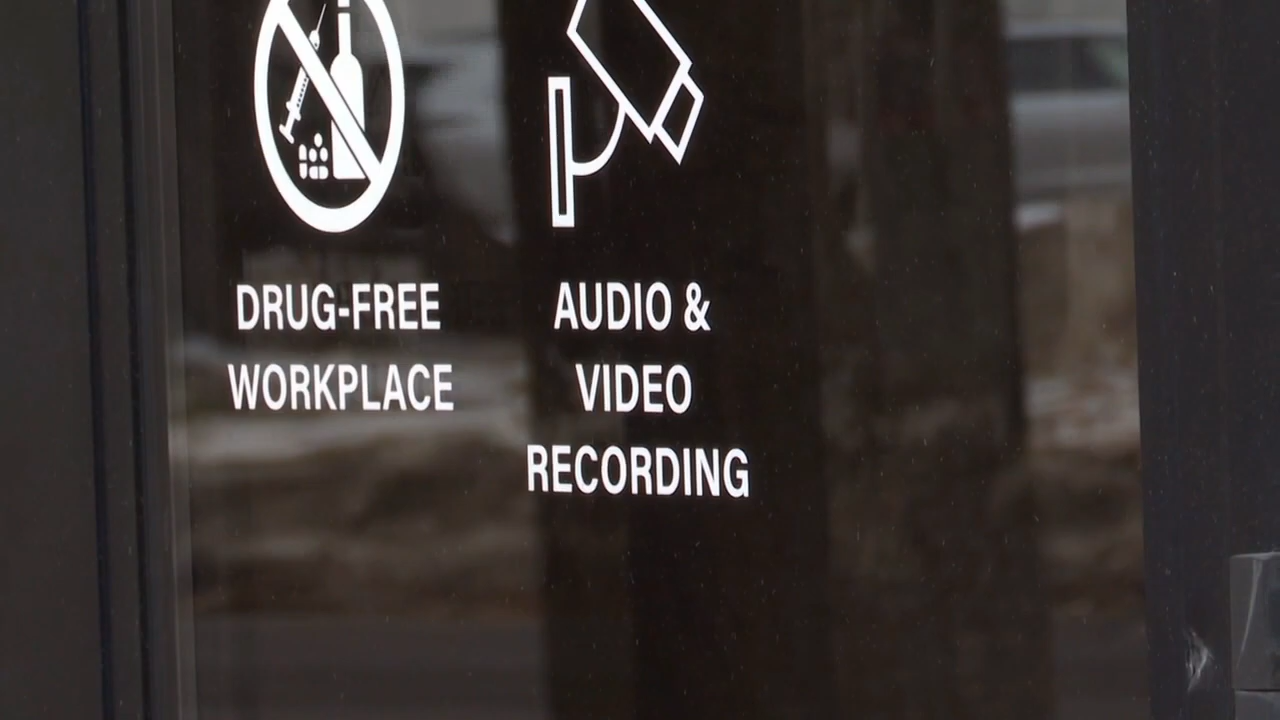 DRUG-FREE
WORKPLACE
AUDIO &
VIDEO
RECORDING